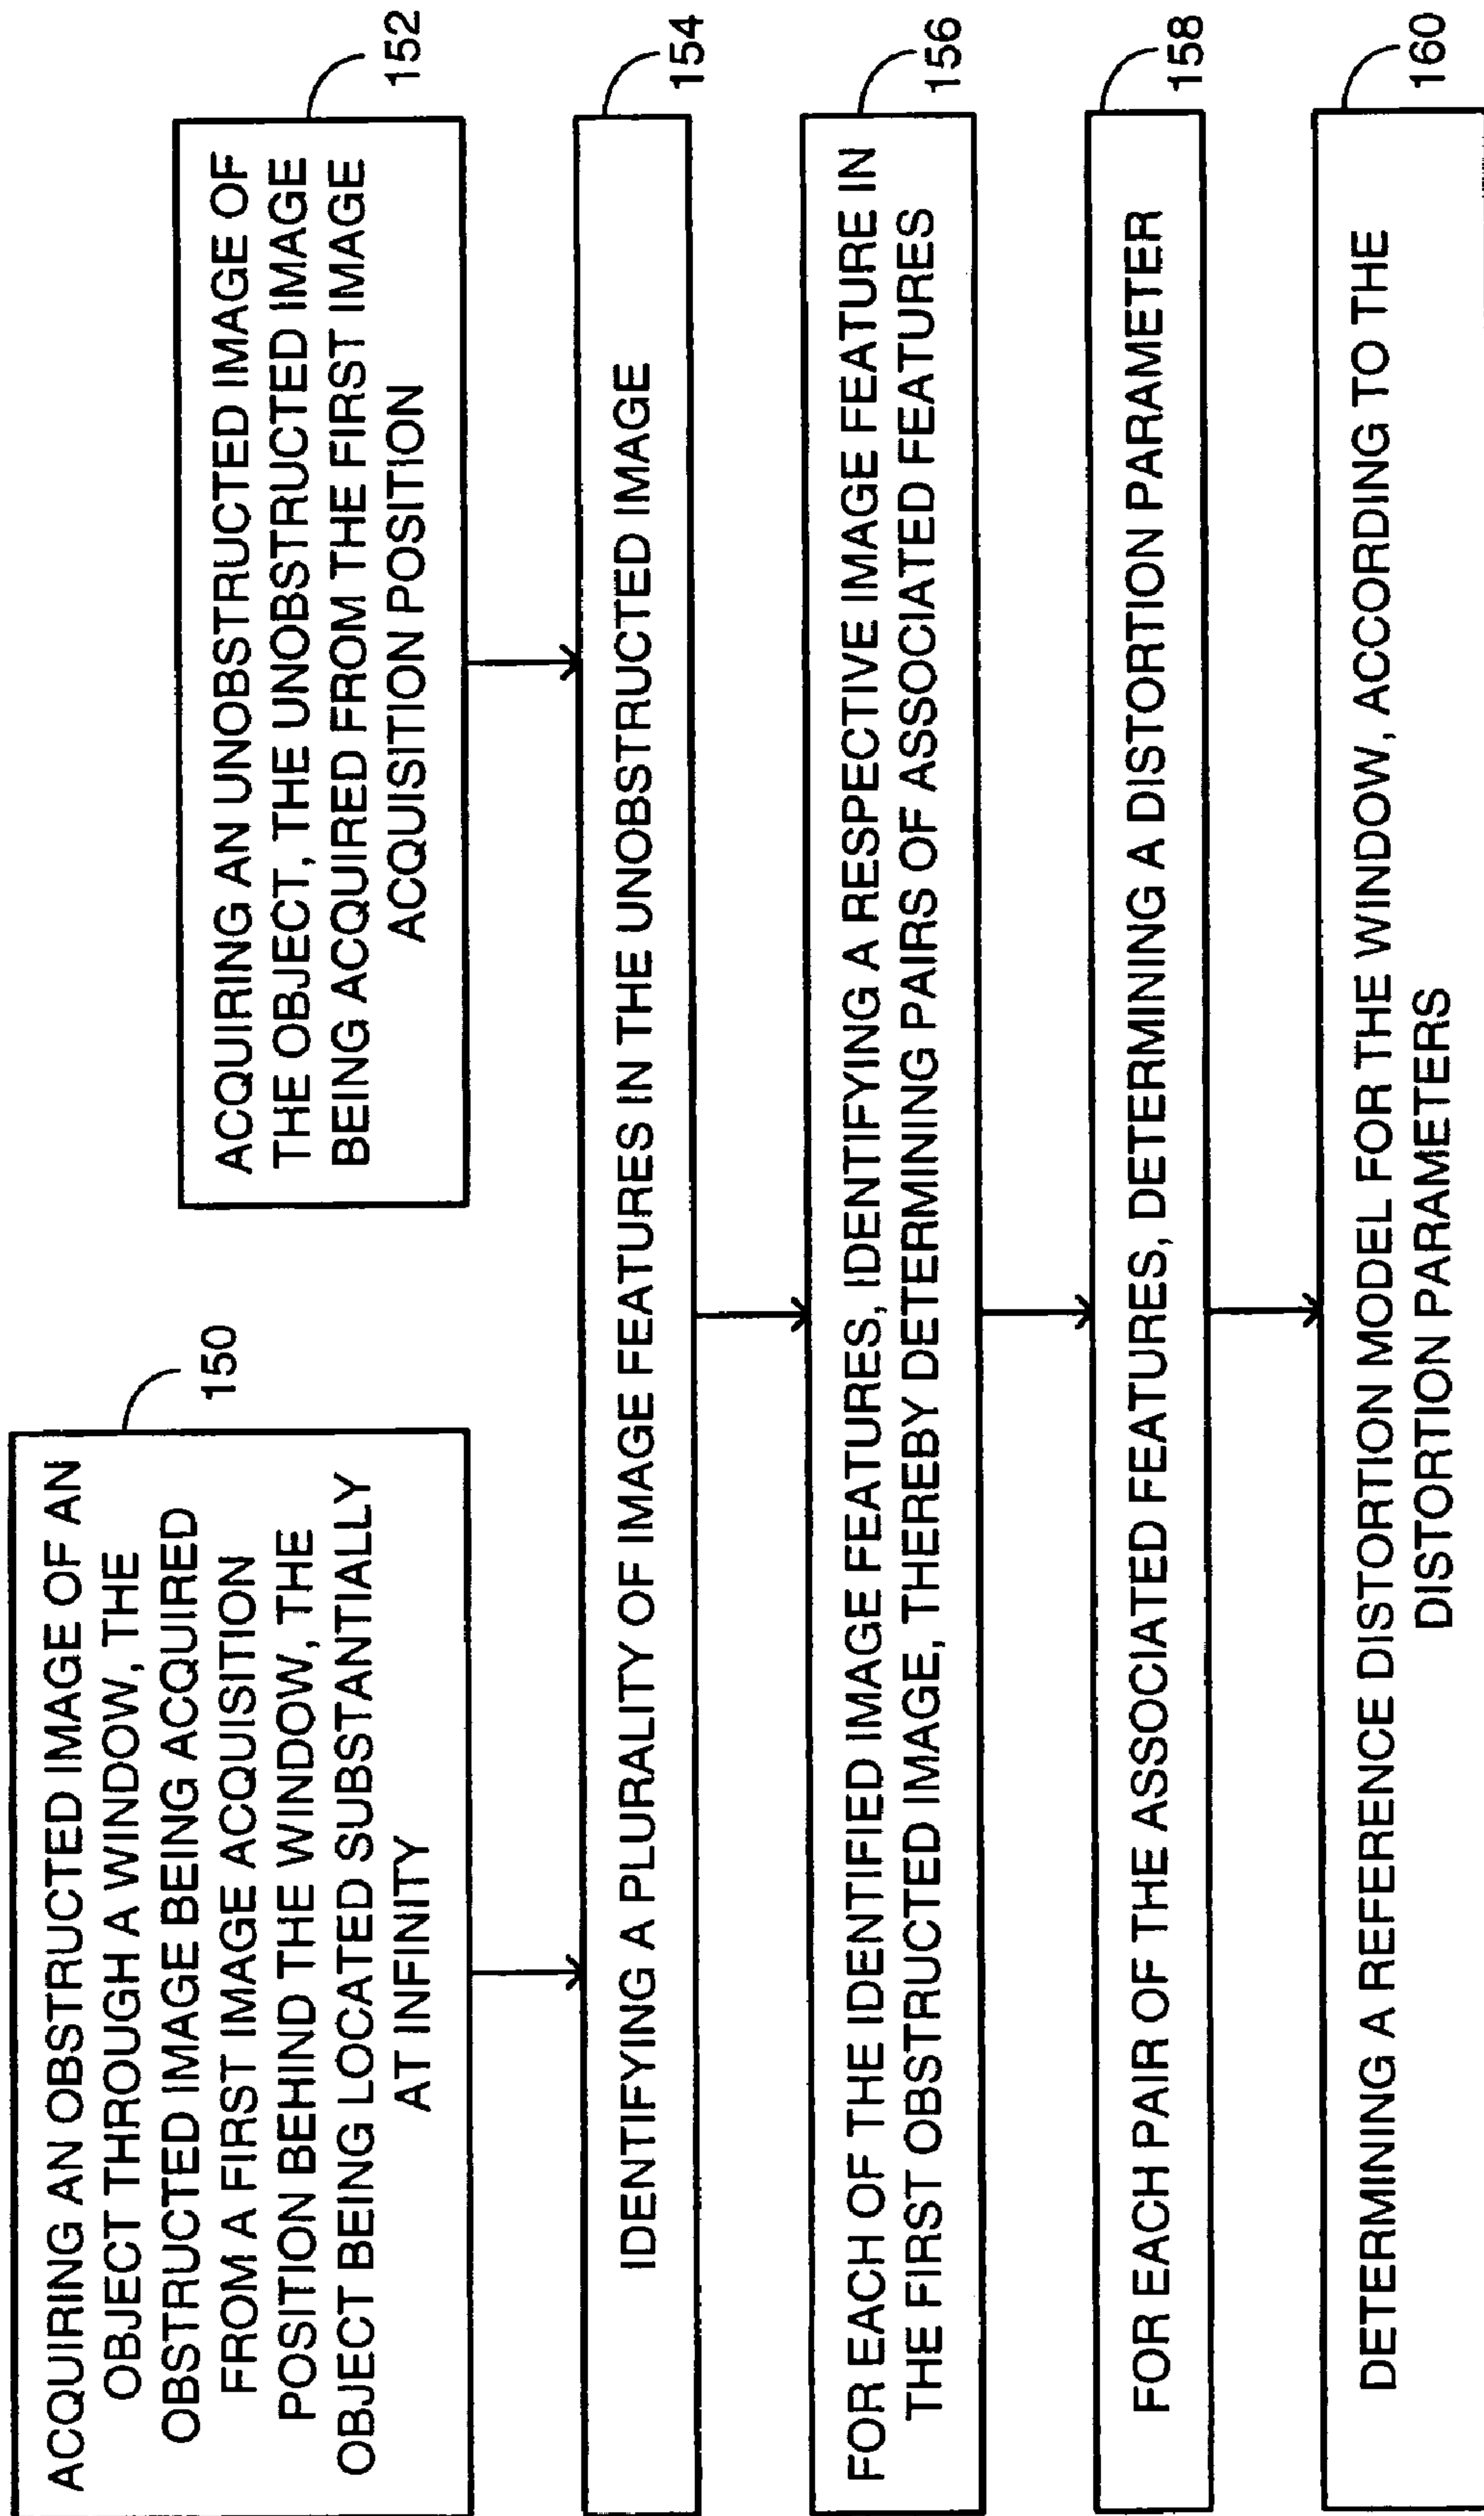 ACQUIRING AN OBSTRUCTED IMAGE OF AN
OBJECT THROUGH A WINDOW, THE
OBSTRUCTED IMAGE BEING ACQUIRED
FROM A FIRST IMAGE ACQUISITION
POSITION BEHIND THE WINDOW, THE
OBJECT BEING LOCATED SUBSTANTIALLY
AT INFINITY
150
ACQUIRING AN UNOBSTRUCTED IMAGE OF
THE OBJECT, THE UNOBSTRUCTED IMAGE
BEING ACQUIRED FROM THE FIRST IMAGE
ACQUISITION POSITION
152
IDENTIFYING A PLURALITY OF IMAGE FEATURES IN THE UNOBSTRUCTED IMAGE
154
FOR EACH OF THE IDENTIFIED IMAGE FEATURES, IDENTIFYING A RESPECTIVE IMAGE FEATURE IN
THE FIRST OBSTRUCTED IMAGE, THEREBY DETERMINING PAIRS OF ASSOCIATED FEATURES
156
FOR EACH PAIR OF THE ASSOCIATED FEATURES, DETERMINING A DISTORTION PARAMETER
158
DETERMINING A REFERENCE DISTORTION MODEL FOR THE WINDOW, ACCORDING TO THE
DISTORTION PARAMETERS
160